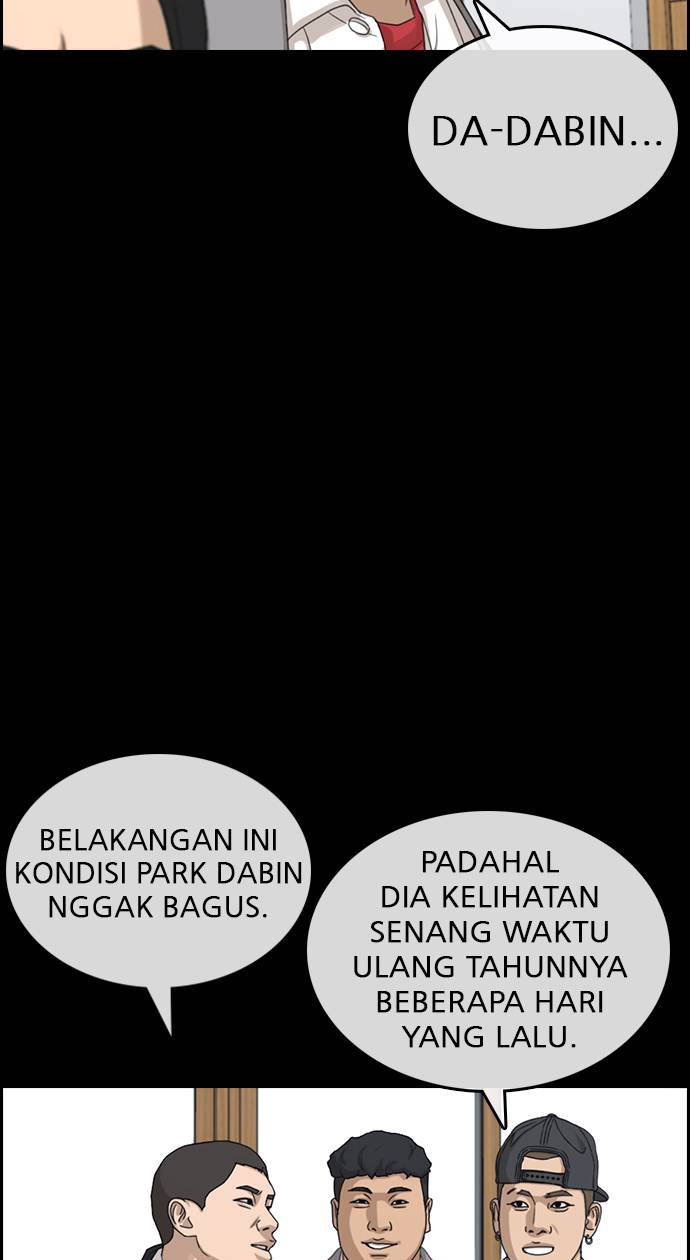 DA-DABIN...
BELAKANGAN INI
KONDISI PARK DABIN
NGGAK BAGUS.
PADAHAL
DIA KELIHATAN
SENANG WAKTU
ULANG TAHUNNYA
BEBERAPA HARI
YANG LALU.